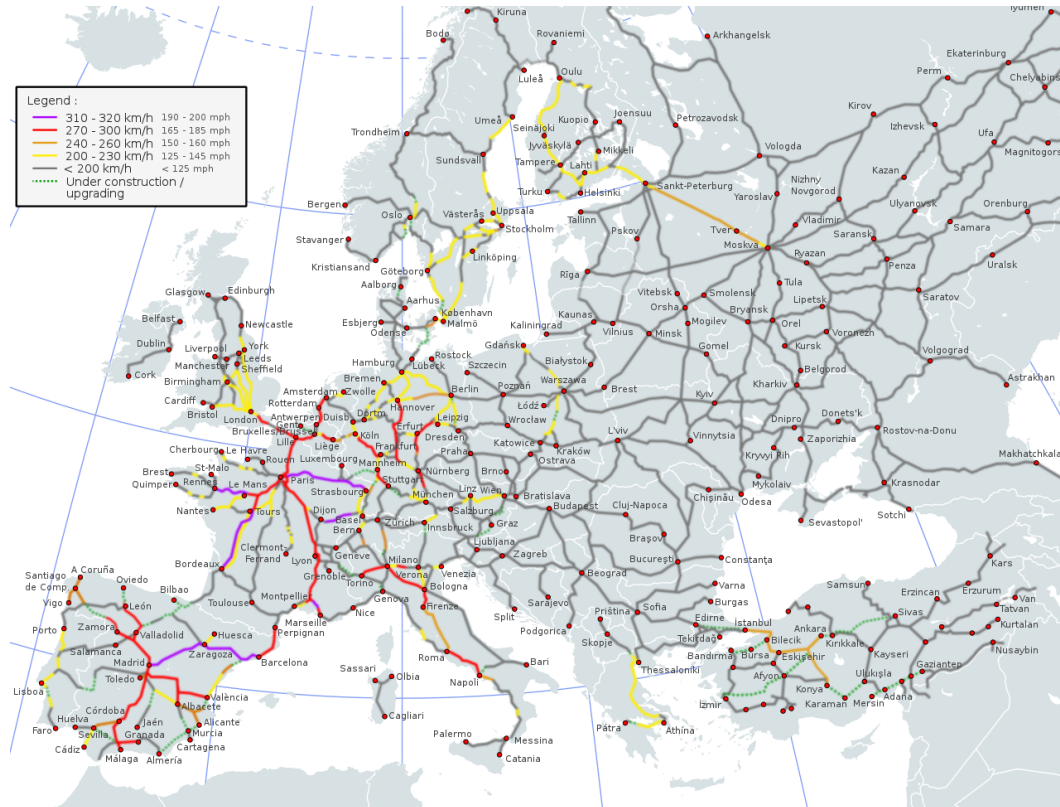 Legend :
310 - 320 km/h 190 - 200 mph
270 - 300 km/h 165 - 185 mph
240 - 260 km/h 150 - 160 mph
200 - 230 km/h 125 - 145 mph
< 200 km/h < 125 mph
Under construction /
upgrading
Kiruna
Bodø
Rovaniemi
Luleå
Oulu
Arkhangelsk
Tyumen
Ekaterinburg
Perm
Chelyabinsk
Trondheim
Umeå
Seinäjoki
Kuopio
Joensuu
Jyväskylä
Mikkeli
Petrozavodsk
Kirov
Izhevsk
Ufa
Magnitogorsk
Sundsvall
Tampere
Lahti
Turku
Helsinki
Sankt-Peterburg
Vologda
Nizhny
Novgorod
Yaroslav
Kazan
Bergen
Oslo
Västerås
Uppsala
Stockholm
Tallinn
Pskov
Tver
Moskva
Vladimir
Ulyanovsk
Saransk
Samara
Orenburg
Stavanger
Kristiansand
Göteborg
Linköping
Aalborg
Rīga
Ryazan
Penza
Uralsk
Tula
Glasgow
Edinburgh
Belfast
Newcastle
Aarhus
Esbjerg
Odense
København
Malmö
Kaliningrad
Kaunas
Vilnius
Vitebsk
Orsha
Smolensk
Mogilev
Minsk
Bryansk
Lipetsk
Orel
Voronezh
Saratov
Dublin
Liverpool
York
Leeds
Manchester
Sheffield
Cork
Birmingham
Hamburg
Lübeck
Rostock
Gdańsk
Szczecin
Białystok
Gomel
Kursk
Belgorod
Volgograd
Cardiff
Bristol
London
Amsterdam
Rotterdam
Bremen
Zwolle
Hannover
Berlin
Poznań
Warszawa
Brest
Łódź
Wrocław
Kyiv
Kharkiv
Astrakhan
Antwerpen
Gent
Bruxelles/Brussel
Lille
Duisb.
Dortm.
Liège
Köln
Erfurt
Leipzig
Dresden
Katowice
Kraków
Ostrava
L'viv
Vinnytsia
Dnipro
Donets'k
Zaporizhia
Kryvyi Rih
Rostov-na-Donu
Makhatchkala
Cherbourg
Le Havre
Rouen
Luxembourg
Frankfurt
Mannheim
Nürnberg
Praha
Brno
Mykolaiv
Odesa
Chişinău
Krasnodar
Brest
St-Malo
Quimper
Rennes
Le Mans
Paris
Strasbourg
Stuttgart
München
Linz
Wien
Bratislava
Sotchi
Sevastopol'
Nantes
Tours
Dijon
Basel
Bern
Zürich
Innsbruck
Salzburg
Graz
Budapest
Cluj-Napoca
Braşov
Clermont-
Ferrand
Lyon
Geneve
Grenoble
Torino
Milano
Verona
Venezia
Ljubljana
Zagreb
Beograd
Bucureşti
Constanţa
Bordeaux
Toulouse
Montpellier
Marseille
Nice
Genova
Bologna
Firenze
Split
Sarajevo
Podgorica
Priština
Sofia
Skopje
Varna
Burgas
A Coruña
Santiago
de Comp.
Oviedo
Bilbao
Vigo
León
Porto
Zamora
Valladolid
Salamanca
Huesca
Zaragoza
Perpignan
Barcelona
Madrid
Toledo
Roma
Napoli
Bari
Sassari
Olbia
Cagliari
Thessaloniki
Edirne
İstanbul
Tekirdağ
Bandırma
Bursa
Bilecik
Eskişehir
Ankara
Kırıkkale
Samsun
Sivas
Erzincan
Erzurum
Kars
Van
Tatvan
Kurtalan
Nusaybin
Kayseri
Gaziantep
Afyon
Konya
Ulukışla
Adana
Mersin
Karaman
İzmir
Lisboa
Faro
Huelva
Sevilla
Cádiz
Córdoba
Jaén
Granada
Málaga
Almería
València
Albacete
Alicante
Murcia
Cartagena
Palermo
Messina
Catania
Pátra
Athína